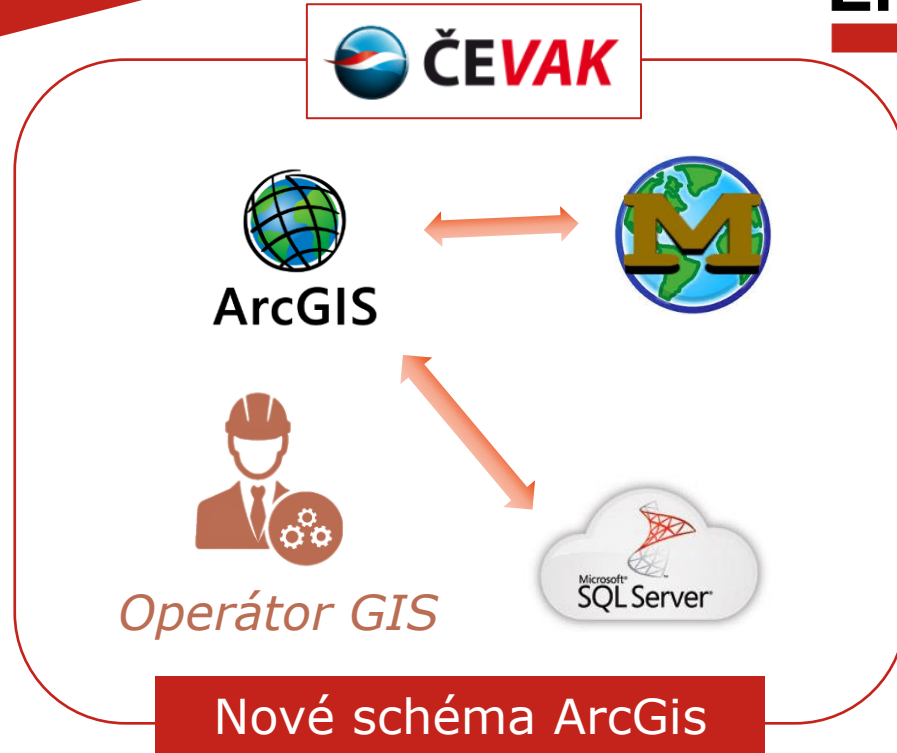 ČEVAK
ArcGIS
M
Operátor GIS
Microsoft®
SQL Server®
Nové schéma ArcGis